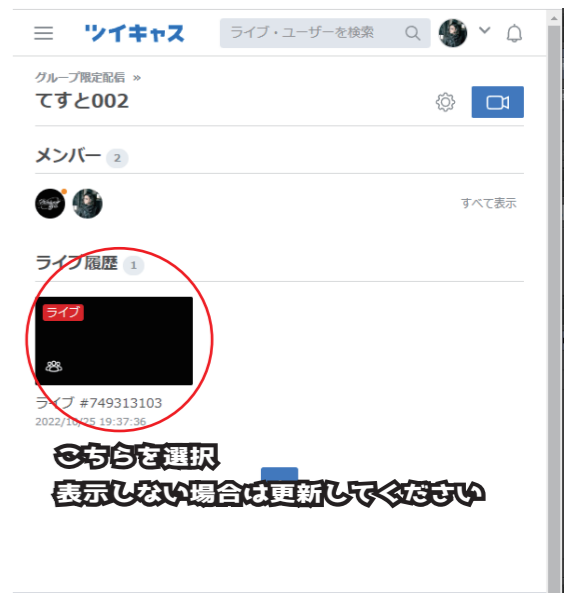 ツイキャス
ライブ・ユーザーを検索
グループ限定配信 »
てすと002
メンバー 2
すべて表示
ライブ履歴 1
ライブ
ライブ #749313103
2022/10/25 19:37:36
こちらを選択
表示しない場合は更新してください